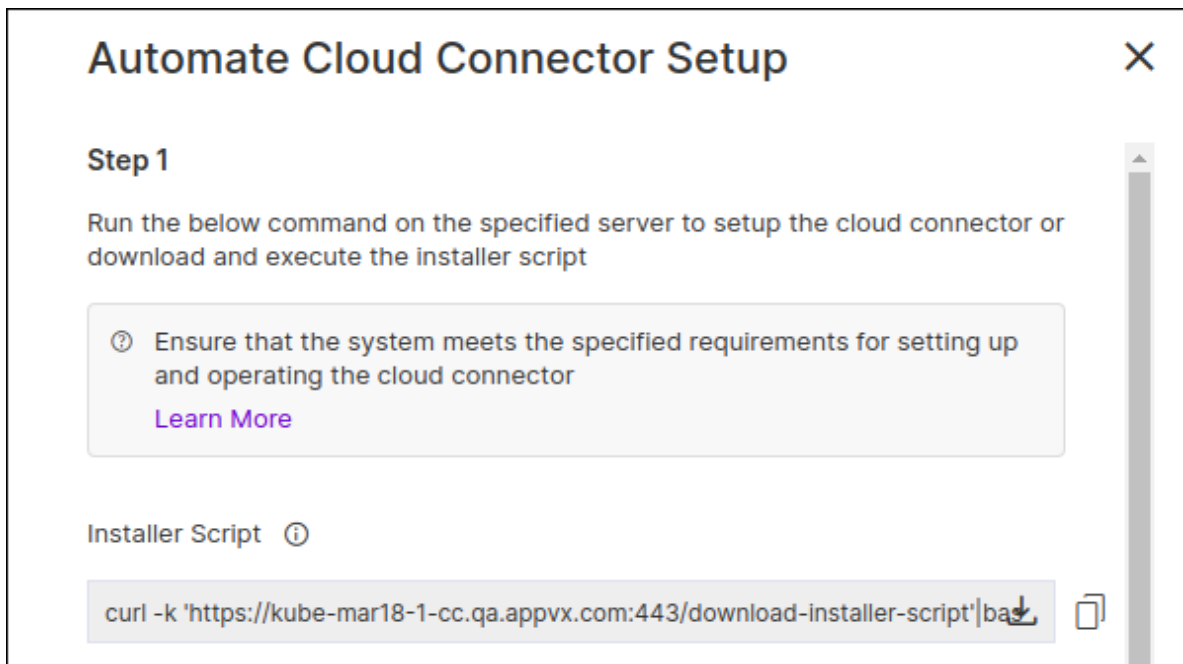 Automate Cloud Connector Setup
Step 1
Run the below command on the specified server to setup the cloud connector or
download and execute the installer script
Ensure that the system meets the specified requirements for setting up
and operating the cloud connector
Learn More
Installer Script
curl -k 'https://kube-mar18-1-cc.qa.appvx.com:443/download-installer-script'|bas